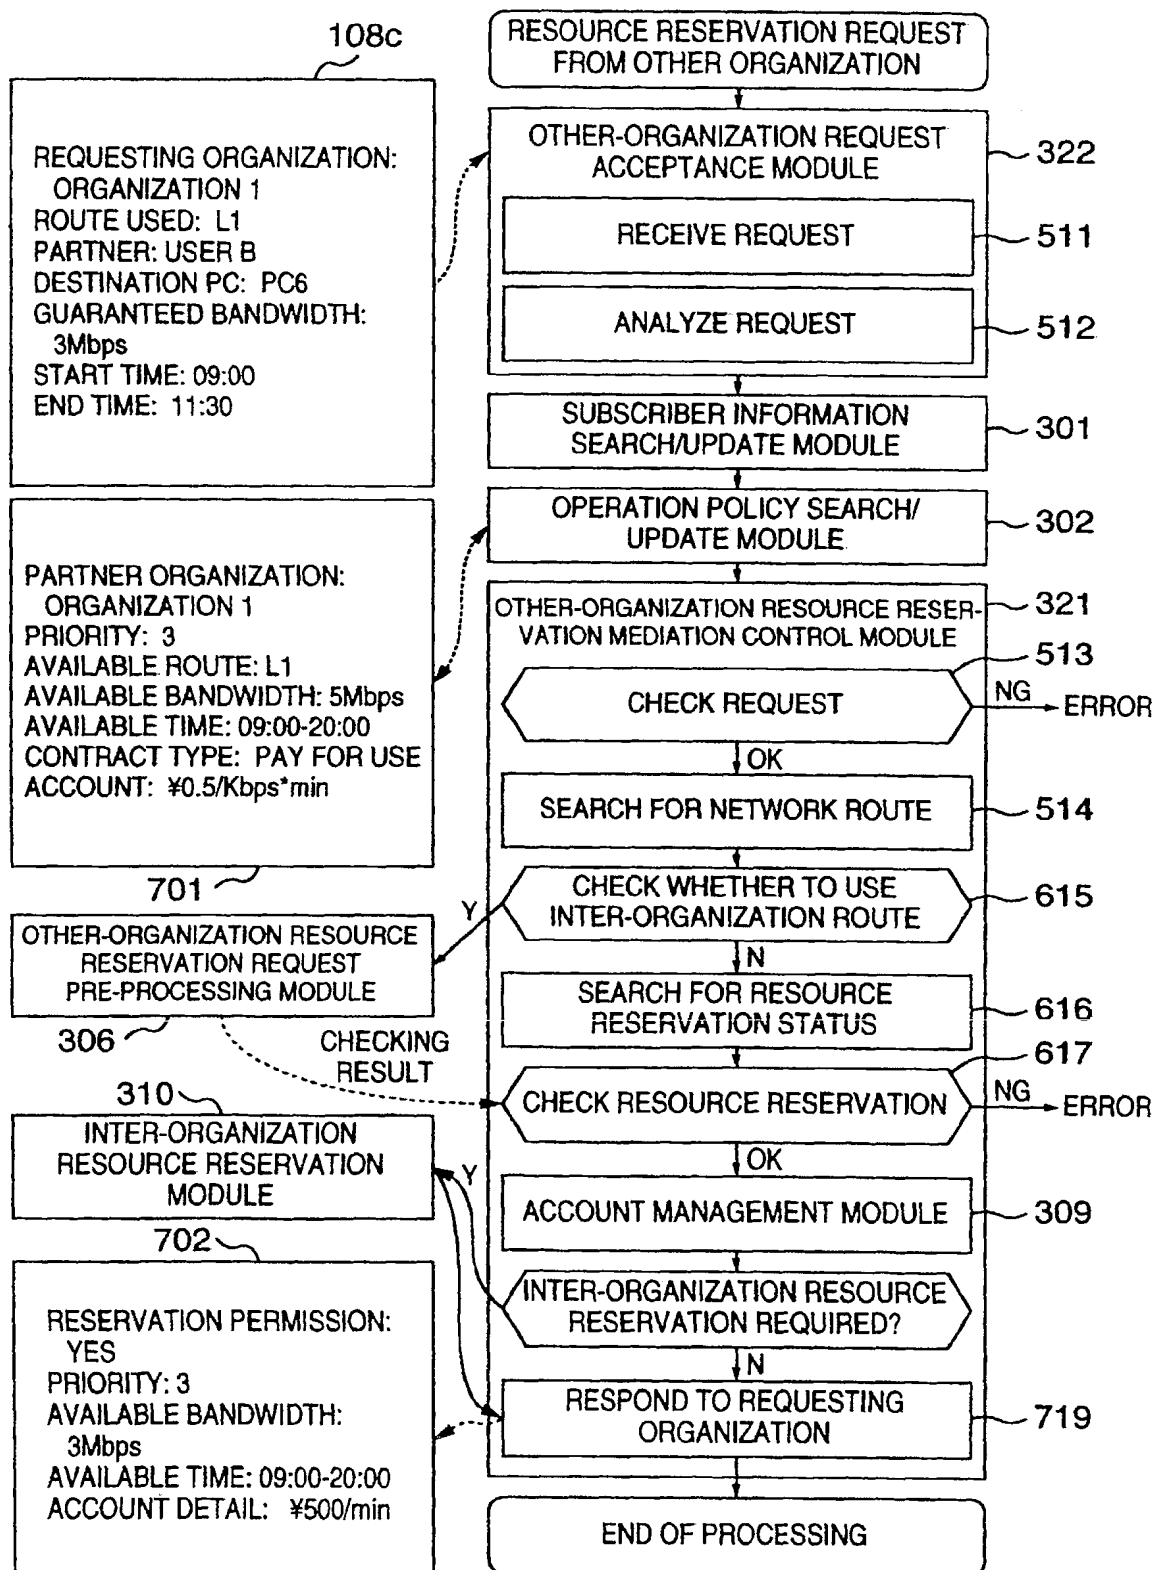 108c
RESOURCE RESERVATION REQUEST
FROM OTHER ORGANIZATION
REQUESTING ORGANIZATION:
ORGANIZATION 1
ROUTE USED: L1
PARTNER: USER B
DESTINATION PC: PC6
GUARANTEED BANDWIDTH:
3Mbps
START TIME: 09:00
END TIME: 11:30
OTHER-ORGANIZATION REQUEST
ACCEPTANCE MODULE
322
RECEIVE REQUEST
511
ANALYZE REQUEST
512
SUBSCRIBER INFORMATION
SEARCH/UPDATE MODULE
301
OPERATION POLICY SEARCH/
UPDATE MODULE
302
PARTNER ORGANIZATION:
ORGANIZATION 1
PRIORITY: 3
AVAILABLE ROUTE: L1
AVAILABLE BANDWIDTH: 5Mbps
AVAILABLE TIME: 09:00-20:00
CONTRACT TYPE: PAY FOR USE
ACCOUNT: ¥0.5/Kbps*min
701
OTHER-ORGANIZATION RESOURCE RESER-
VATION MEDIATION CONTROL MODULE
321
513
CHECK REQUEST
NG
ERROR
OK
SEARCH FOR NETWORK ROUTE
514
CHECK WHETHER TO USE
INTER-ORGANIZATION ROUTE
615
Y
N
OTHER-ORGANIZATION RESOURCE
RESERVATION REQUEST
PRE-PROCESSING MODULE
306
CHECKING
RESULT
SEARCH FOR RESOURCE
RESERVATION STATUS
616
617
CHECK RESOURCE RESERVATION
NG
ERROR
OK
310
INTER-ORGANIZATION
RESOURCE RESERVATION
MODULE
Y
ACCOUNT MANAGEMENT MODULE
309
INTER-ORGANIZATION RESOURCE
RESERVATION REQUIRED?
N
702
RESERVATION PERMISSION:
YES
PRIORITY: 3
AVAILABLE BANDWIDTH:
3Mbps
AVAILABLE TIME: 09:00-20:00
ACCOUNT DETAIL: ¥500/min
RESPOND TO REQUESTING
ORGANIZATION
719
END OF PROCESSING